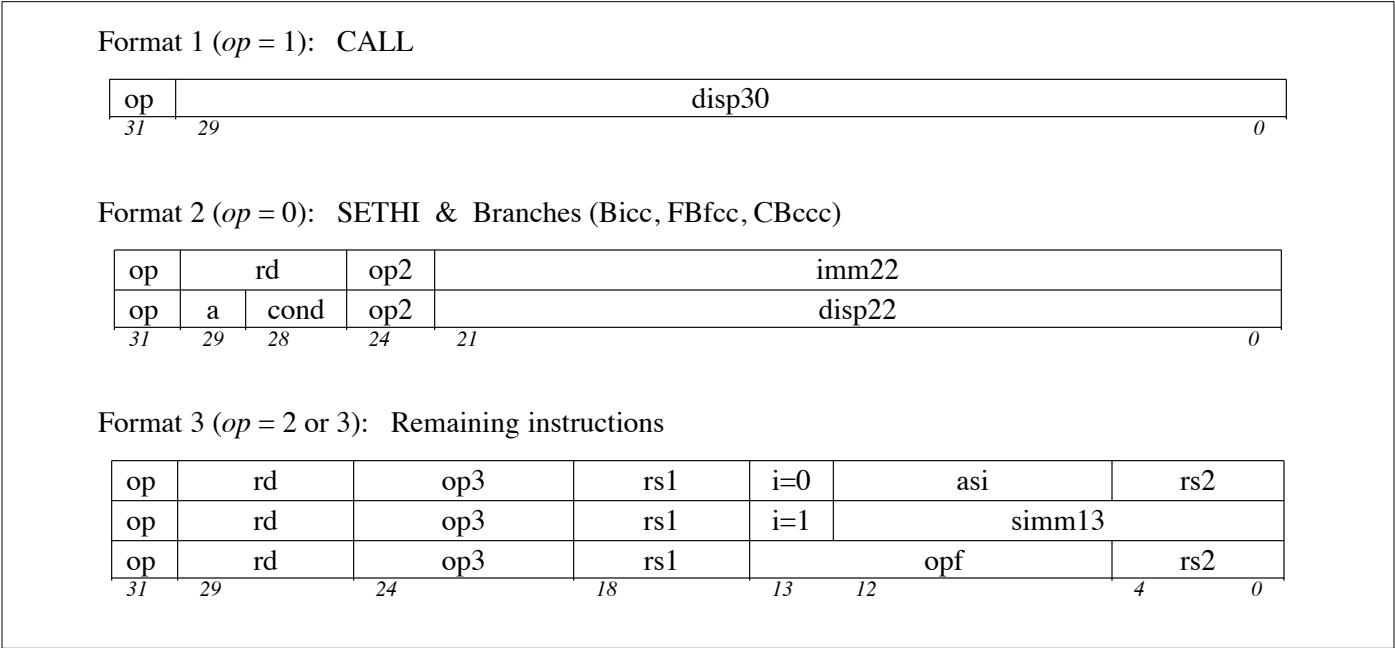 Format 1 (op = 1): CALL
op disp30
31 29 0
Format 2 (op = 0): SETHI & Branches (Bicc, FBfcc, CBccc)
op rd op2 imm22
op a cond op2 disp22
31 29 28 24 21 0
Format 3 (op = 2 or 3): Remaining instructions
op rd op3 rs1 i=0 asi rs2
op rd op3 rs1 i=1 simm13
op rd op3 rs1 opf rs2
31 29 24 18 13 12 4 0